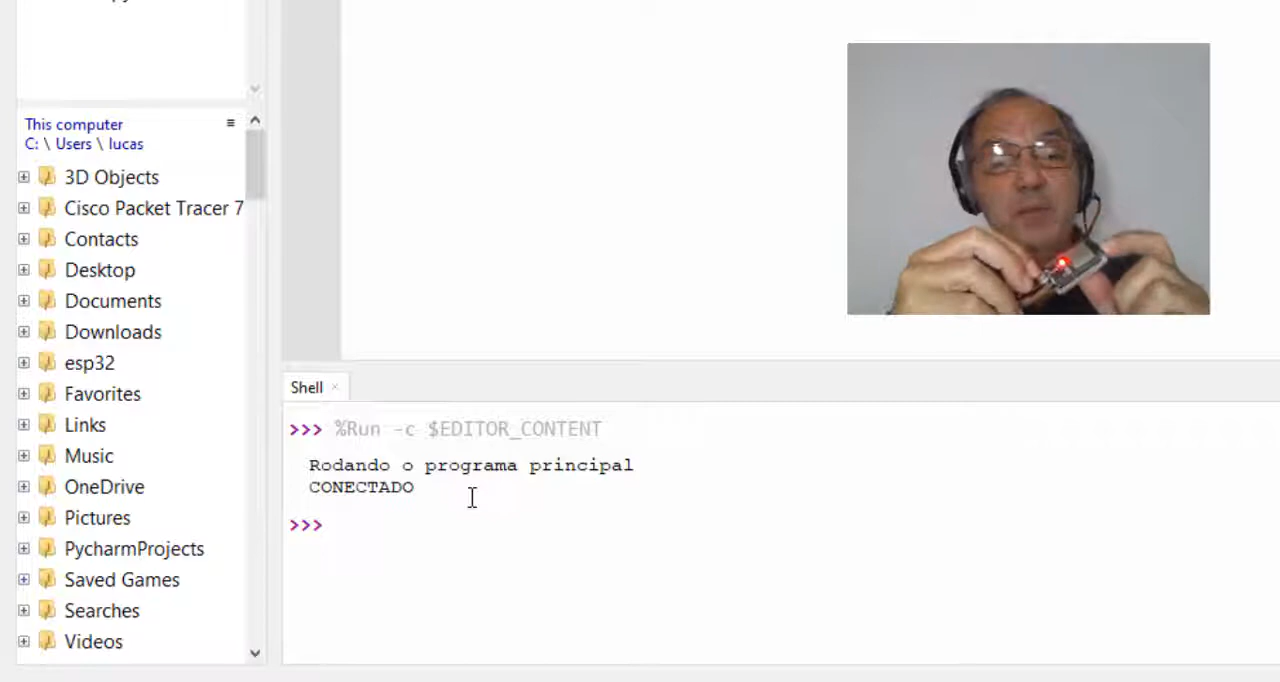 This computer
C: \ Users \ lucas
3D Objects
Cisco Packet Tracer 7
Contacts
Desktop
Documents
Downloads
esp32
Favorites
Links
Music
OneDrive
Pictures
PycharmProjects
Saved Games
Searches
Videos
Shell
>>> %Run -c $EDITOR_CONTENT
Rodando o programa principal
CONECTADO
>>>